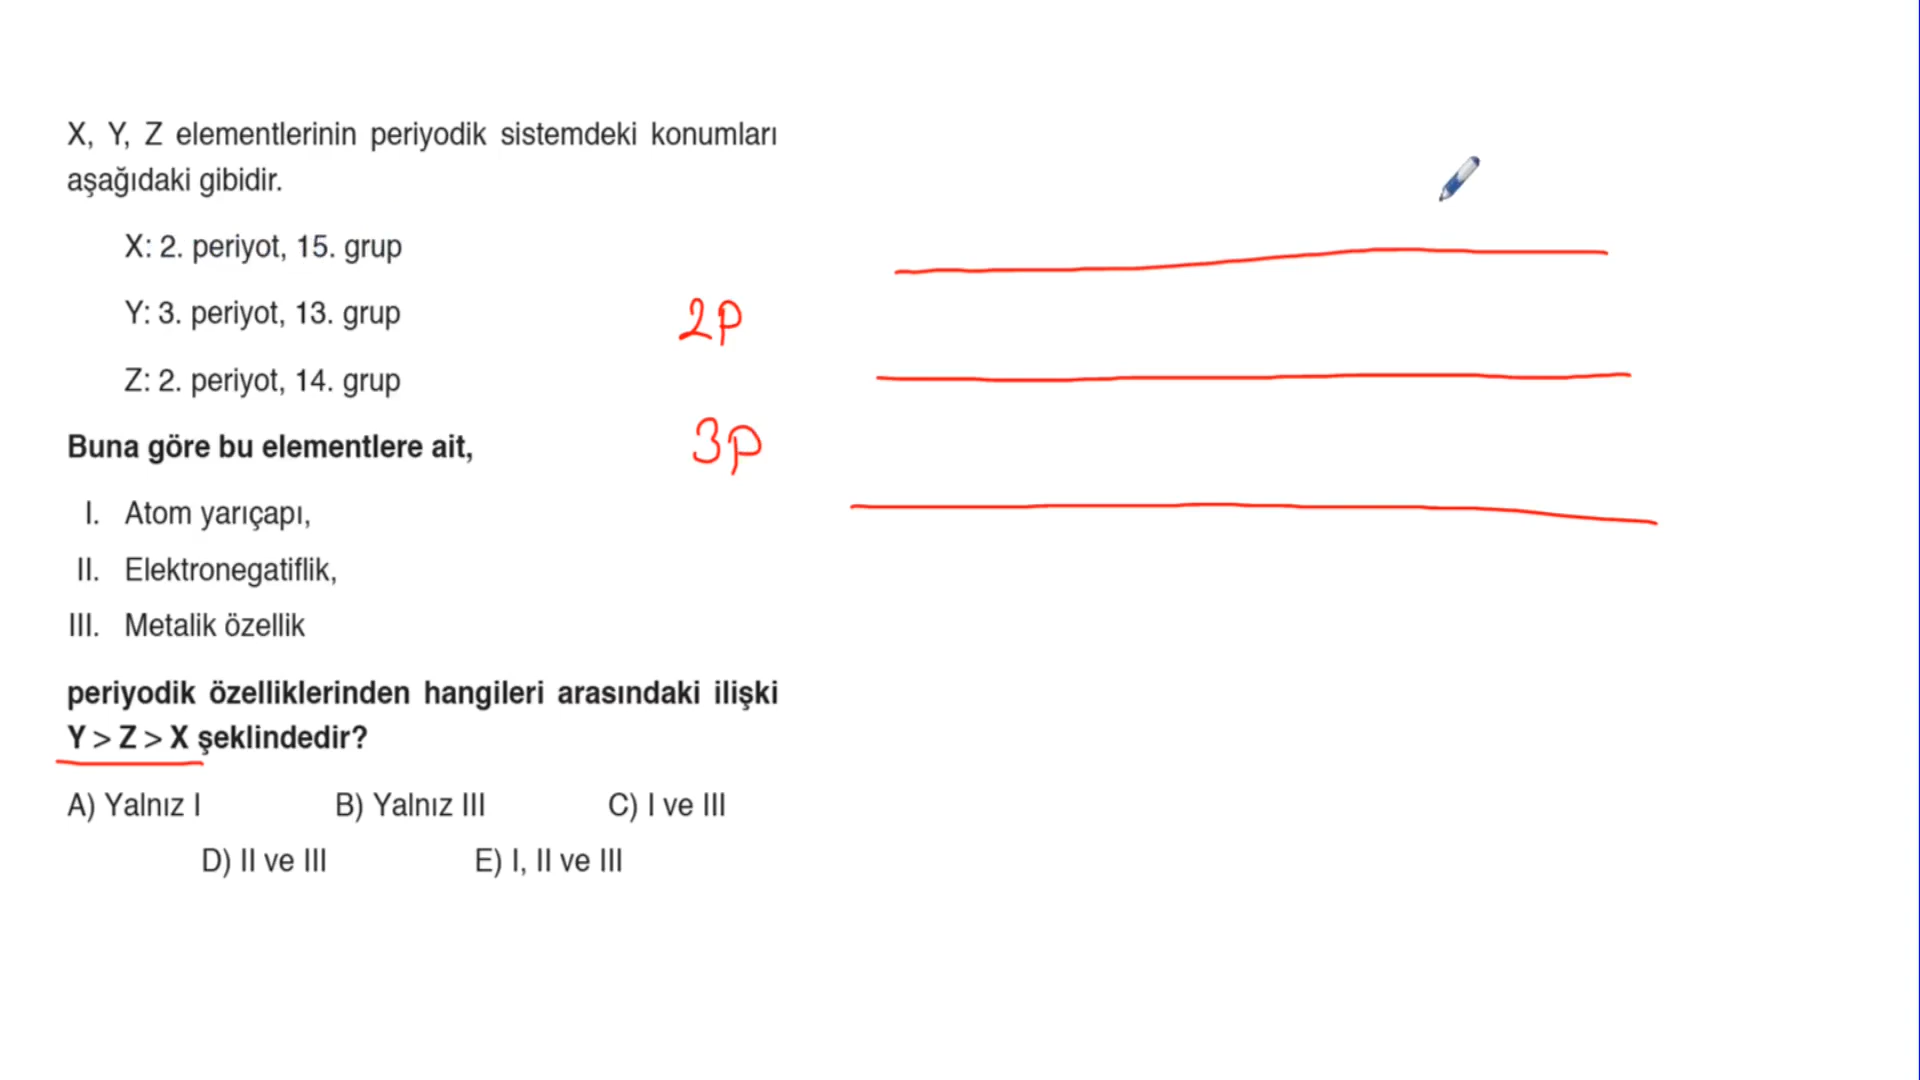 X, Y, Z elementlerinin periyodik sistemdeki konumları
aşağıdaki gibidir.
X: 2. periyot, 15. grup
Y: 3. periyot, 13. grup
Z: 2. periyot, 14. grup
2P
3P
Buna göre bu elementlere ait,
I. Atom yarıçapı,
II. Elektronegatiflik,
III. Metalik özellik
periyodik özelliklerinden hangileri arasındaki ilişki
Y > Z > X şeklindedir?
A) Yalnız I B) Yalnız III C) I ve III
D) II ve III E) I, II ve III